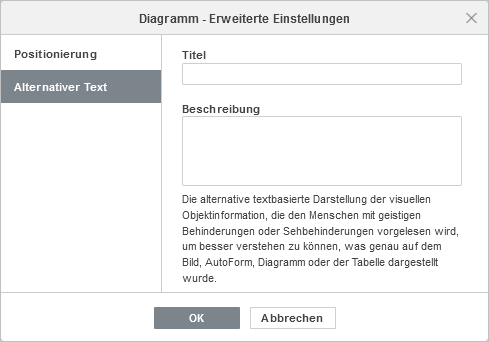 Diagramm - Erweiterte Einstellungen
Positionierung
Alternativer Text
Titel
Beschreibung
Die alternative textbasierte Darstellung der visuellen
Objektinformation, die den Menschen mit geistigen
Behinderungen oder Sehbehinderungen vorgelesen wird,
um besser verstehen zu können, was genau auf dem
Bild, AutoForm, Diagramm oder der Tabelle dargestellt
wurde.
OK
Abbrechen